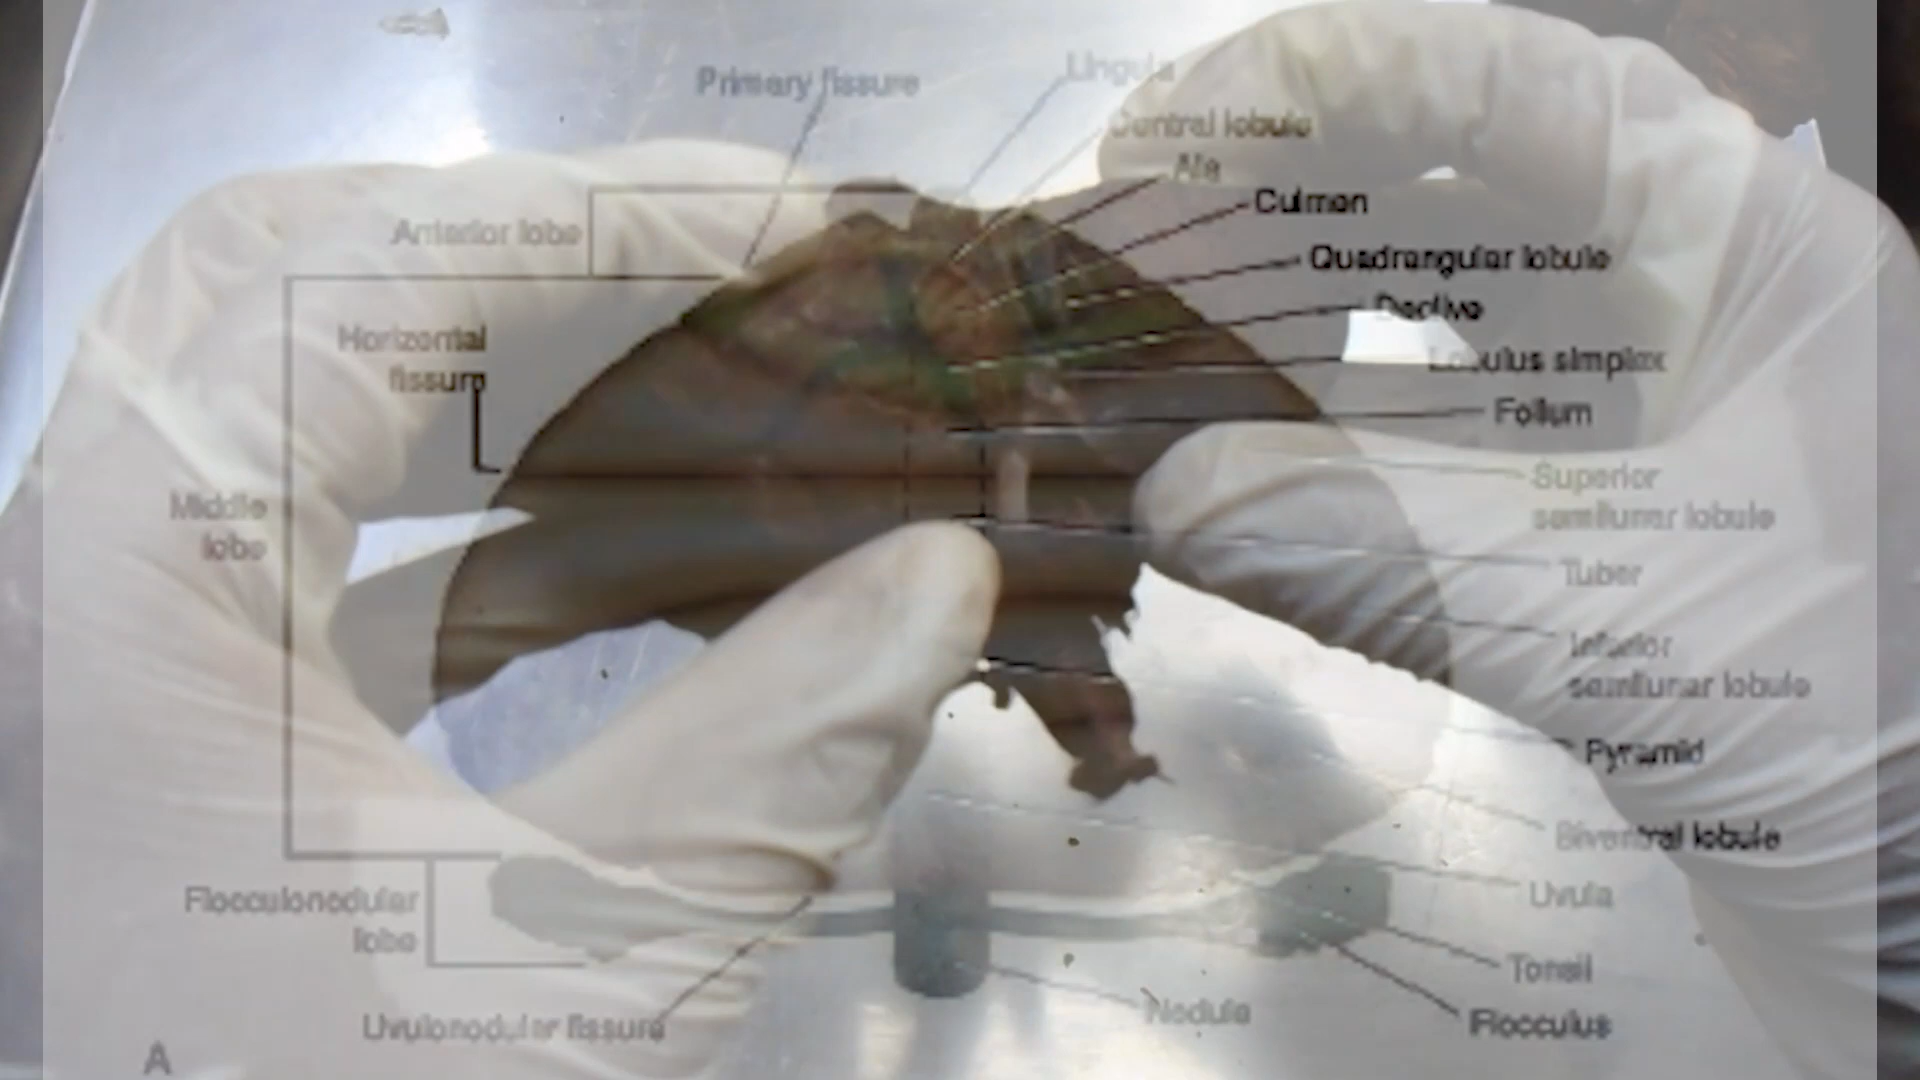 Primary fissure
Lingula
Central lobule
Ala
Culmen
Anterior lobe
Quadrangular lobule
Declive
Horizontal
fissure
Lobulus simplex
Folium
Superior
semilunar lobule
Middle
lobe
Tuber
Inferior
semilunar lobule
Pyramid
Biventral lobule
Flocculonodular
lobe
Uvula
Tonsil
Nodule
Flocculus
Uvulonodular fissure
A